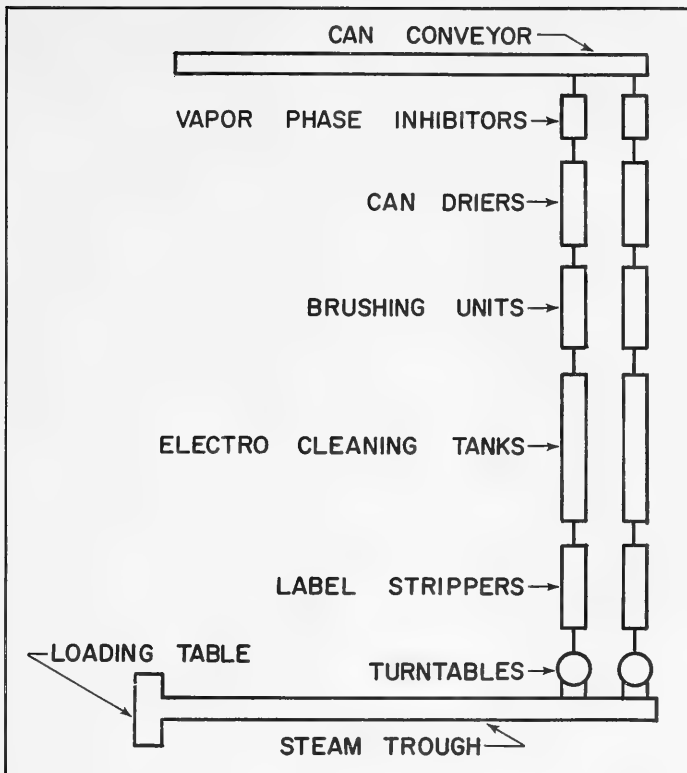 CAN CONVEYOR
VAPOR PHASE INHIBITORS
CAN DRIERS
BRUSHING UNITS
ELECTRO CLEANING TANKS
LABEL STRIPPERS
LOADING TABLE
TURNTABLES
STEAM TROUGH